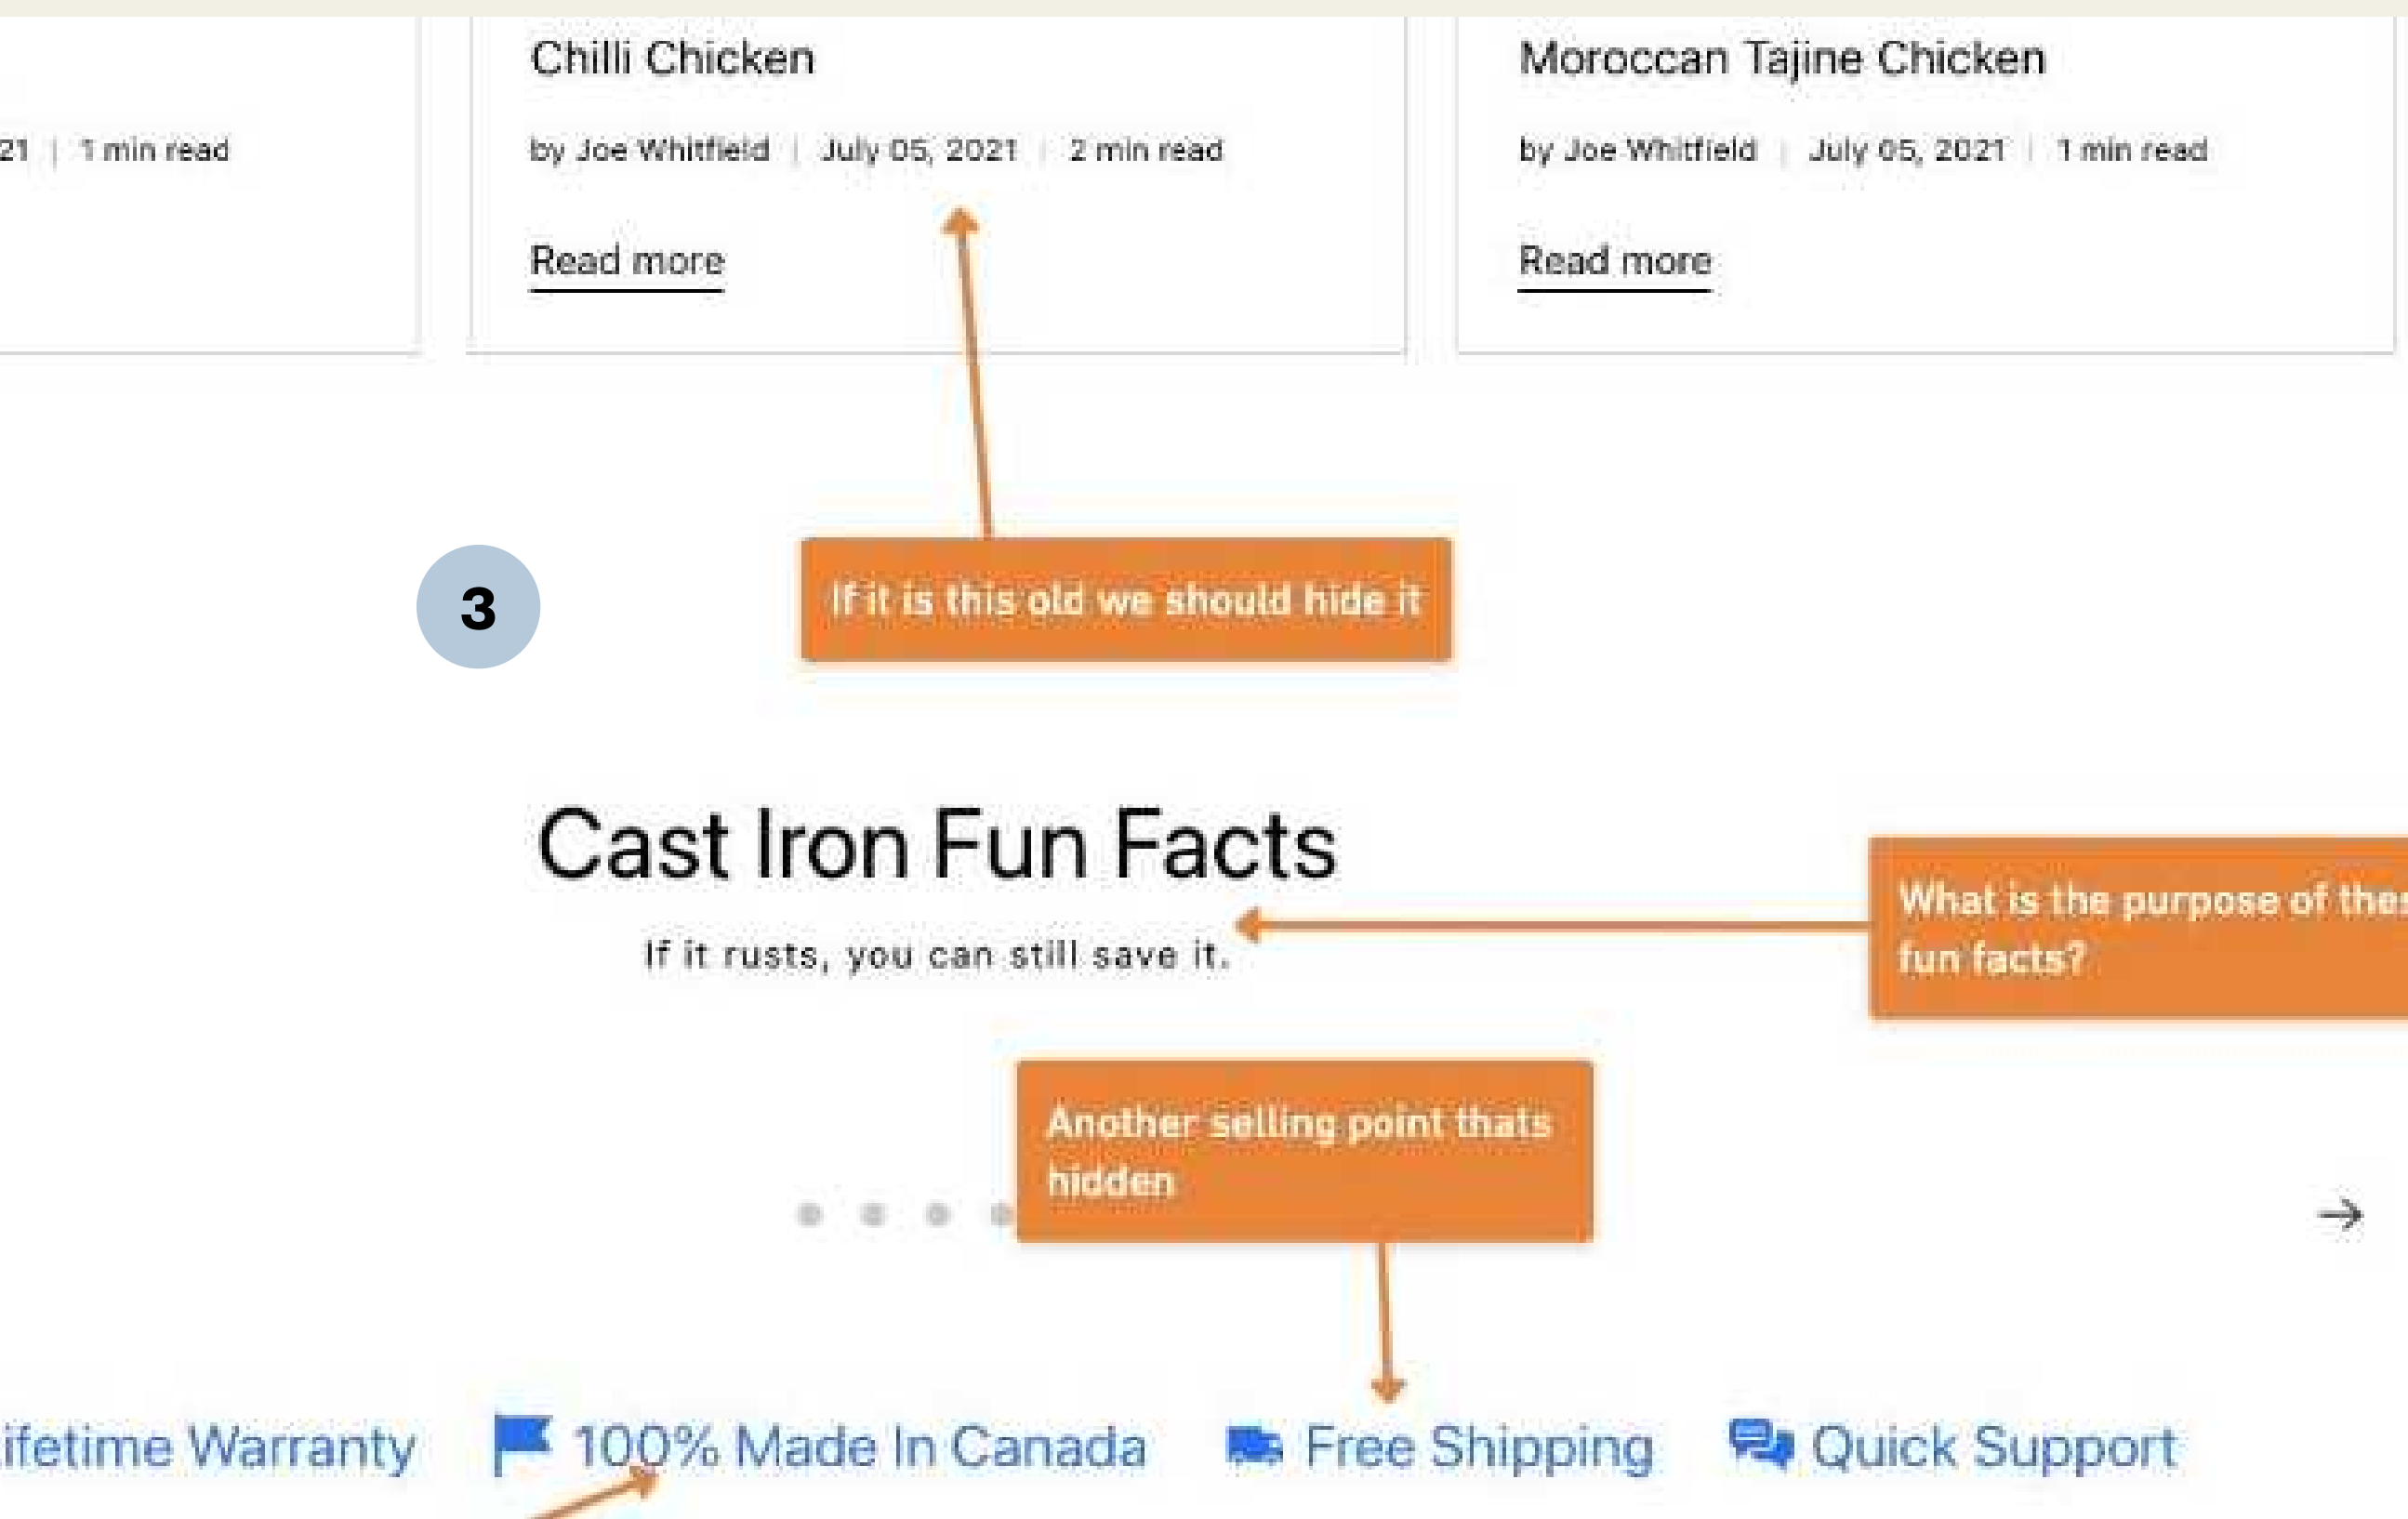 Chilli Chicken
Moroccan Tajine Chicken
21 | 1 min read
by Joe Whitfield | July 05, 2021 | 2 min read
by Joe Whitfield | July 05, 2021 | 1 min read
Read more
Read more
3
If it is this old we should hide it
Cast Iron Fun Facts
If it rusts, you can still save it.
What is the purpose of thes
fun facts?
Another selling point thats
hidden
ifetime Warranty
100% Made In Canada
Free Shipping
Quick Support